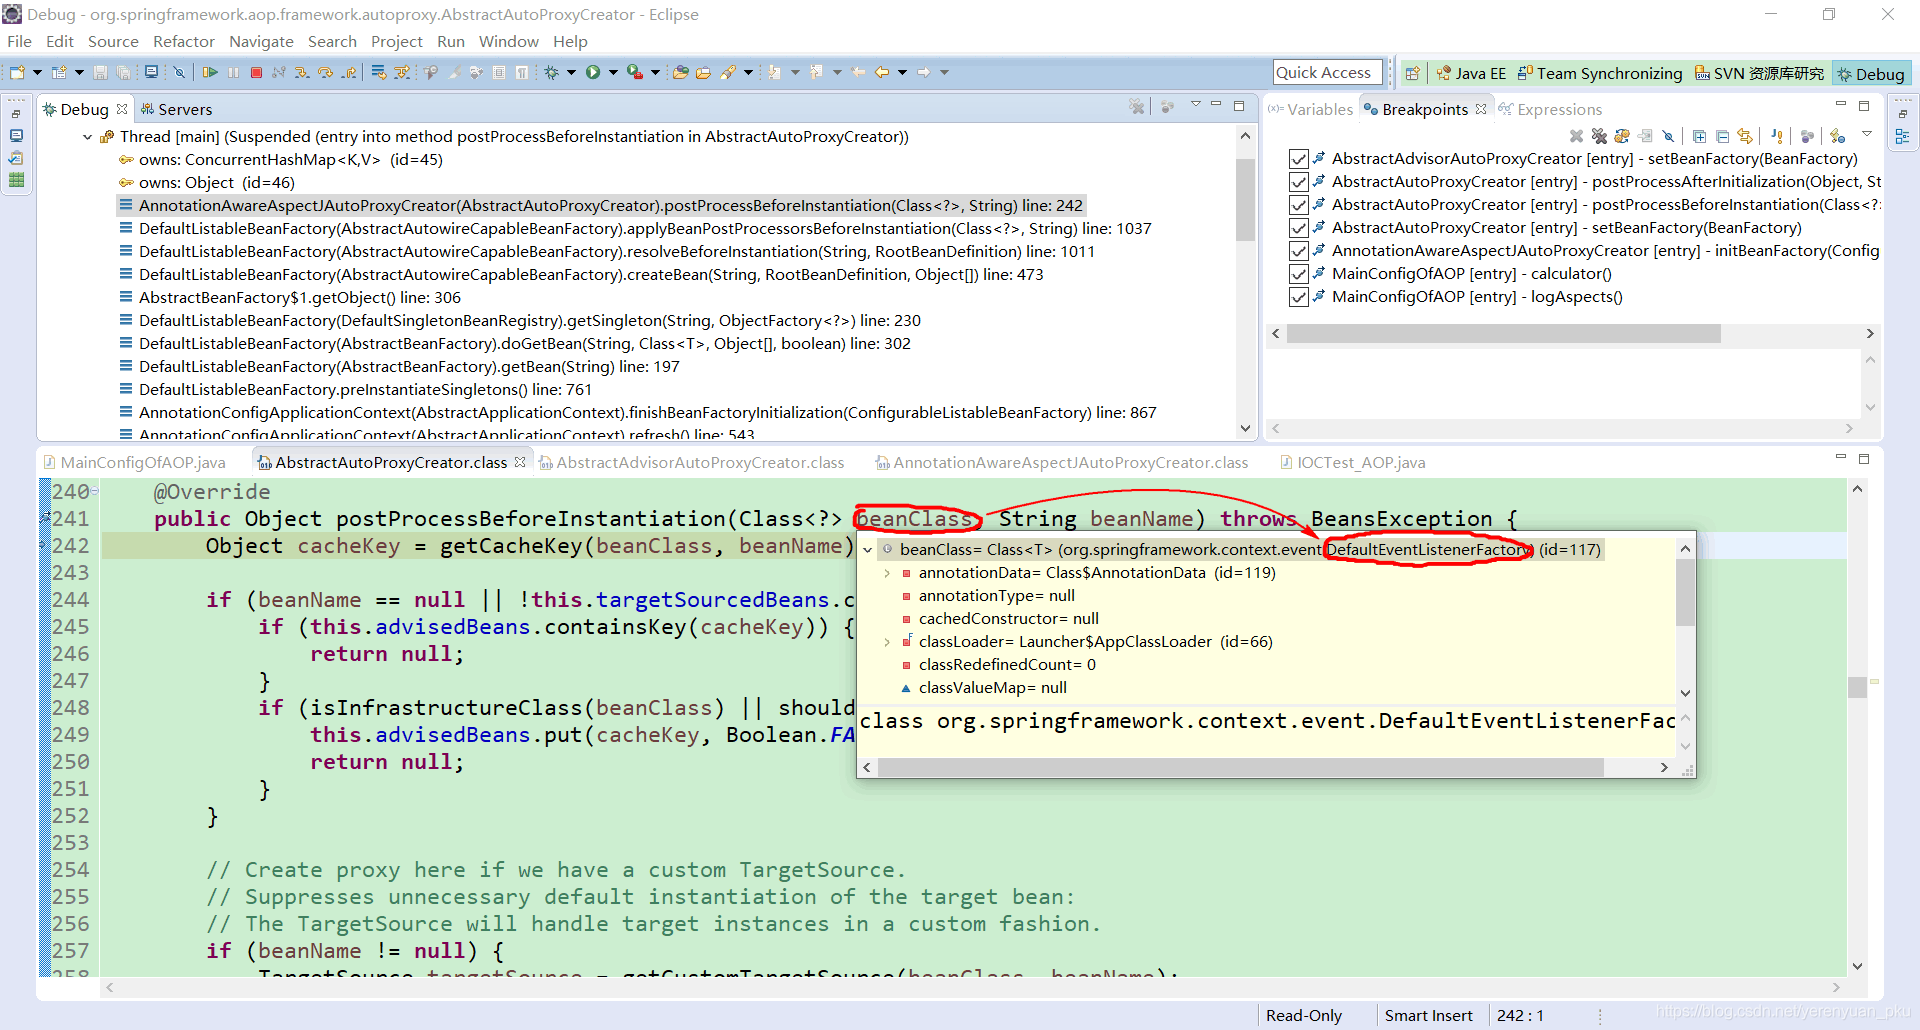 Debug - org.springframework.aop.framework.autoproxy.AbstractAutoProxyCreator - Eclipse
File Edit Source Refactor Navigate Search Project Run Window Help
Quick Access
Java EE
Team Synchronizing
SVN 资源库研究
Debug
Debug
Servers
Thread [main] (Suspended (entry into method postProcessBeforeInstantiation in AbstractAutoProxyCreator))
owns: ConcurrentHashMap<K,V> (id=45)
owns: Object (id=46)
AnnotationAwareAspectJAutoProxyCreator(AbstractAutoProxyCreator).postProcessBeforeInstantiation(Class<?>, String) line: 242
DefaultListableBeanFactory(AbstractAutowireCapableBeanFactory).applyBeanPostProcessorsBeforeInstantiation(Class<?>, String) line: 1037
DefaultListableBeanFactory(AbstractAutowireCapableBeanFactory).resolveBeforeInstantiation(String, RootBeanDefinition) line: 1011
DefaultListableBeanFactory(AbstractAutowireCapableBeanFactory).createBean(String, RootBeanDefinition, Object[]) line: 473
AbstractBeanFactory$1.getObject() line: 306
DefaultListableBeanFactory(DefaultSingletonBeanRegistry).getSingleton(String, ObjectFactory<?>) line: 230
DefaultListableBeanFactory(AbstractBeanFactory).doGetBean(String, Class<T>, Object[], boolean) line: 302
DefaultListableBeanFactory(AbstractBeanFactory).getBean(String) line: 197
DefaultListableBeanFactory.preInstantiateSingletons() line: 761
AnnotationConfigApplicationContext(AbstractApplicationContext).finishBeanFactoryInitialization(ConfigurableListableBeanFactory) line: 867
AnnotationConfigApplicationContext(AbstractApplicationContext).refresh() line: 543
(x)= Variables
Breakpoints
Expressions
AbstractAdvisorAutoProxyCreator [entry] - setBeanFactory(BeanFactory)
AbstractAutoProxyCreator [entry] - postProcessAfterInitialization(Object, St
AbstractAutoProxyCreator [entry] - postProcessBeforeInstantiation(Class<?
AbstractAutoProxyCreator [entry] - setBeanFactory(BeanFactory)
AnnotationAwareAspectJAutoProxyCreator [entry] - initBeanFactory(Config
MainConfigOfAOP [entry] - calculator()
MainConfigOfAOP [entry] - logAspects()
MainConfigOfAOP.java
AbstractAutoProxyCreator.class
AbstractAdvisorAutoProxyCreator.class
AnnotationAwareAspectJAutoProxyCreator.class
IOCTest_AOP.java
240 @Override
241 public Object postProcessBeforeInstantiation(Class<?> beanClass, String beanName) throws BeansException {
242 Object cacheKey = getCacheKey(beanClass, beanName)
243
244 if (beanName == null || !this.targetSourcedBeans.c
245 if (this.advisedBeans.containsKey(cacheKey)) {
246 return null;
247 }
248 if (isInfrastructureClass(beanClass) || should
249 this.advisedBeans.put(cacheKey, Boolean.FA
250 return null;
251 }
252 }
253
254 // Create proxy here if we have a custom TargetSource.
255 // Suppresses unnecessary default instantiation of the target bean:
256 // The TargetSource will handle target instances in a custom fashion.
257 if (beanName != null) {
258 TargetSource targetSource = getCustomTargetSource(beanClass, beanName);
beanClass= Class<T> (org.springframework.context.event.DefaultEventListenerFactory) (id=117)
annotationData= Class$AnnotationData (id=119)
annotationType= null
cachedConstructor= null
classLoader= Launcher$AppClassLoader (id=66)
classRedefinedCount= 0
classValueMap= null
class org.springframework.context.event.DefaultEventListenerFac
Read-Only
Smart Insert
242 : 1
https://blog.csdn.net/yerenyuan_pku